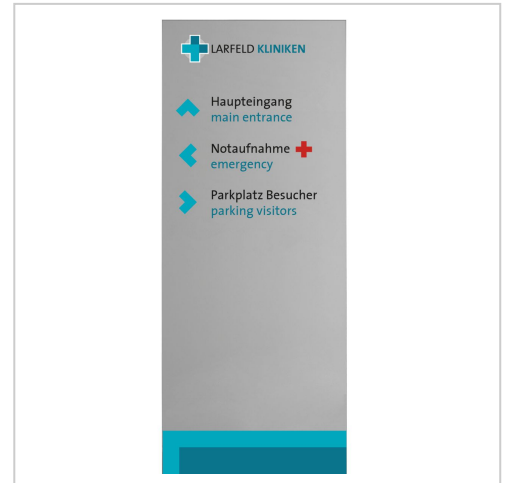 LARFELD KLINIKEN
Haupteingang
main entrance
Notaufnahme
emergency
Parkplatz Besucher
parking visitors